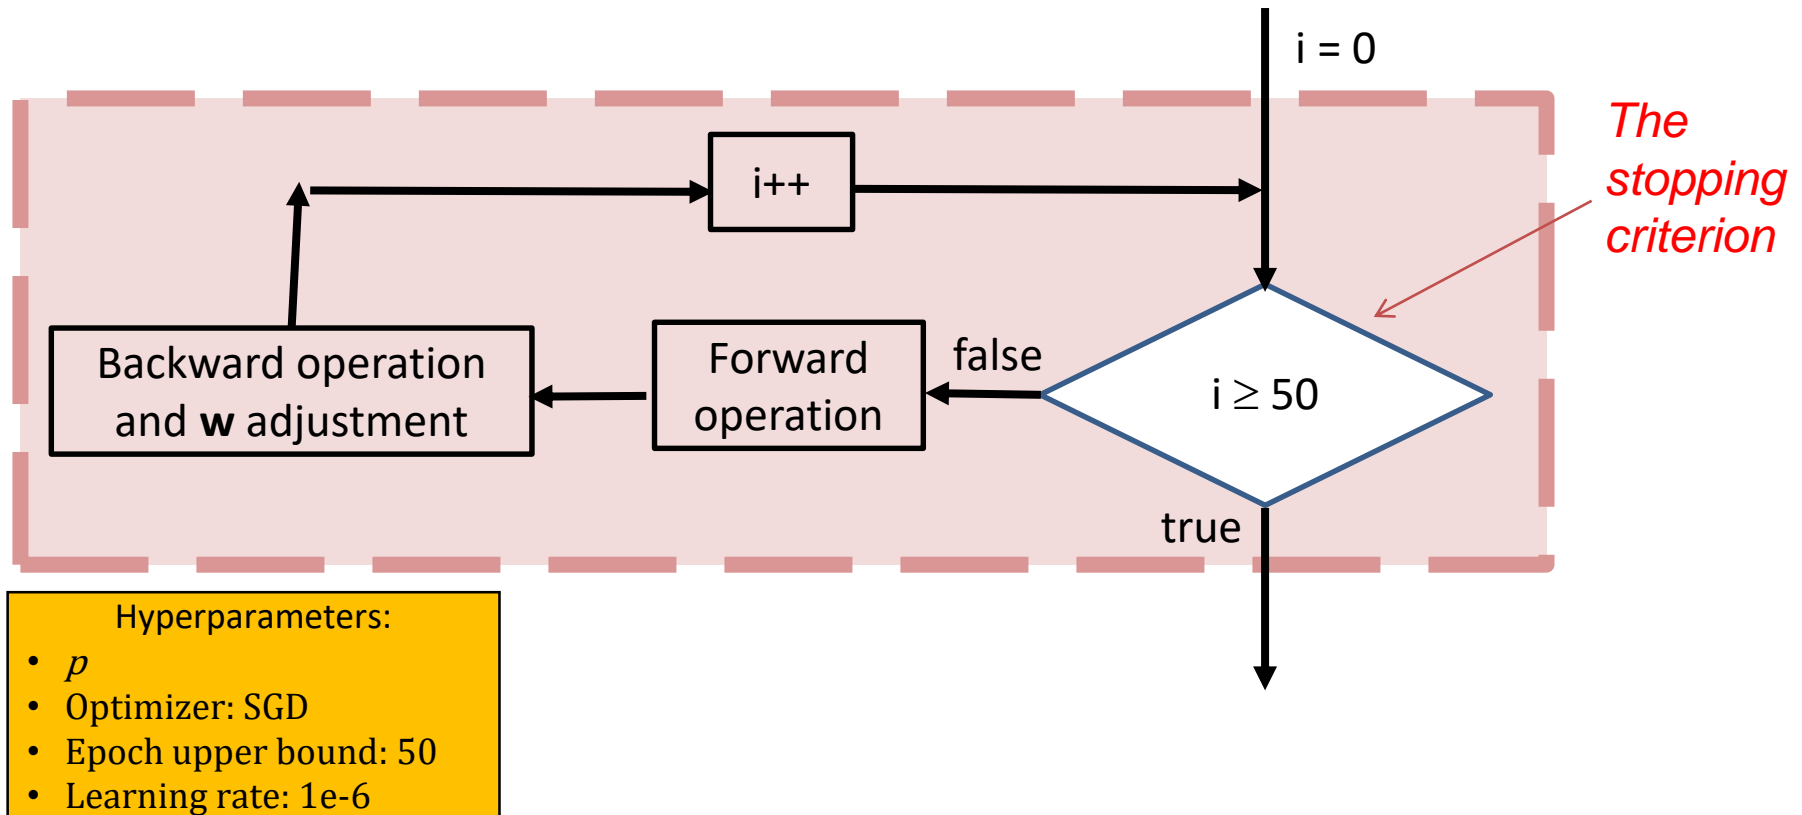 i = 0
The
stopping
criterion
i++
Backward operation
and w adjustment
Forward
operation
false
i ≥ 50
true
Hyperparameters:
• p
• Optimizer: SGD
• Epoch upper bound: 50
• Learning rate: 1e-6